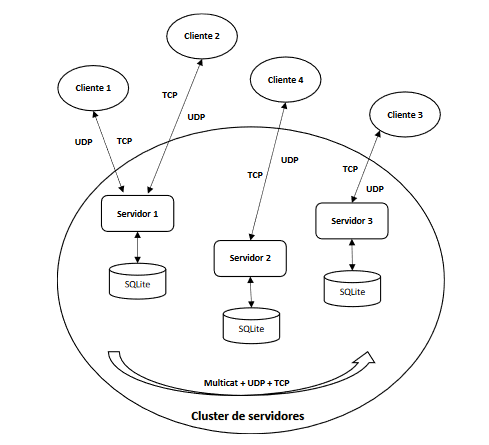 Cliente 2
Cliente 1
Cliente 4
Cliente 3
TCP
UDP
UDP
TCP
UDP
TCP
TCP
UDP
Servidor 1
Servidor 3
Servidor 2
SQLite
SQLite
SQLite
Multicat + UDP + TCP
Cluster de servidores